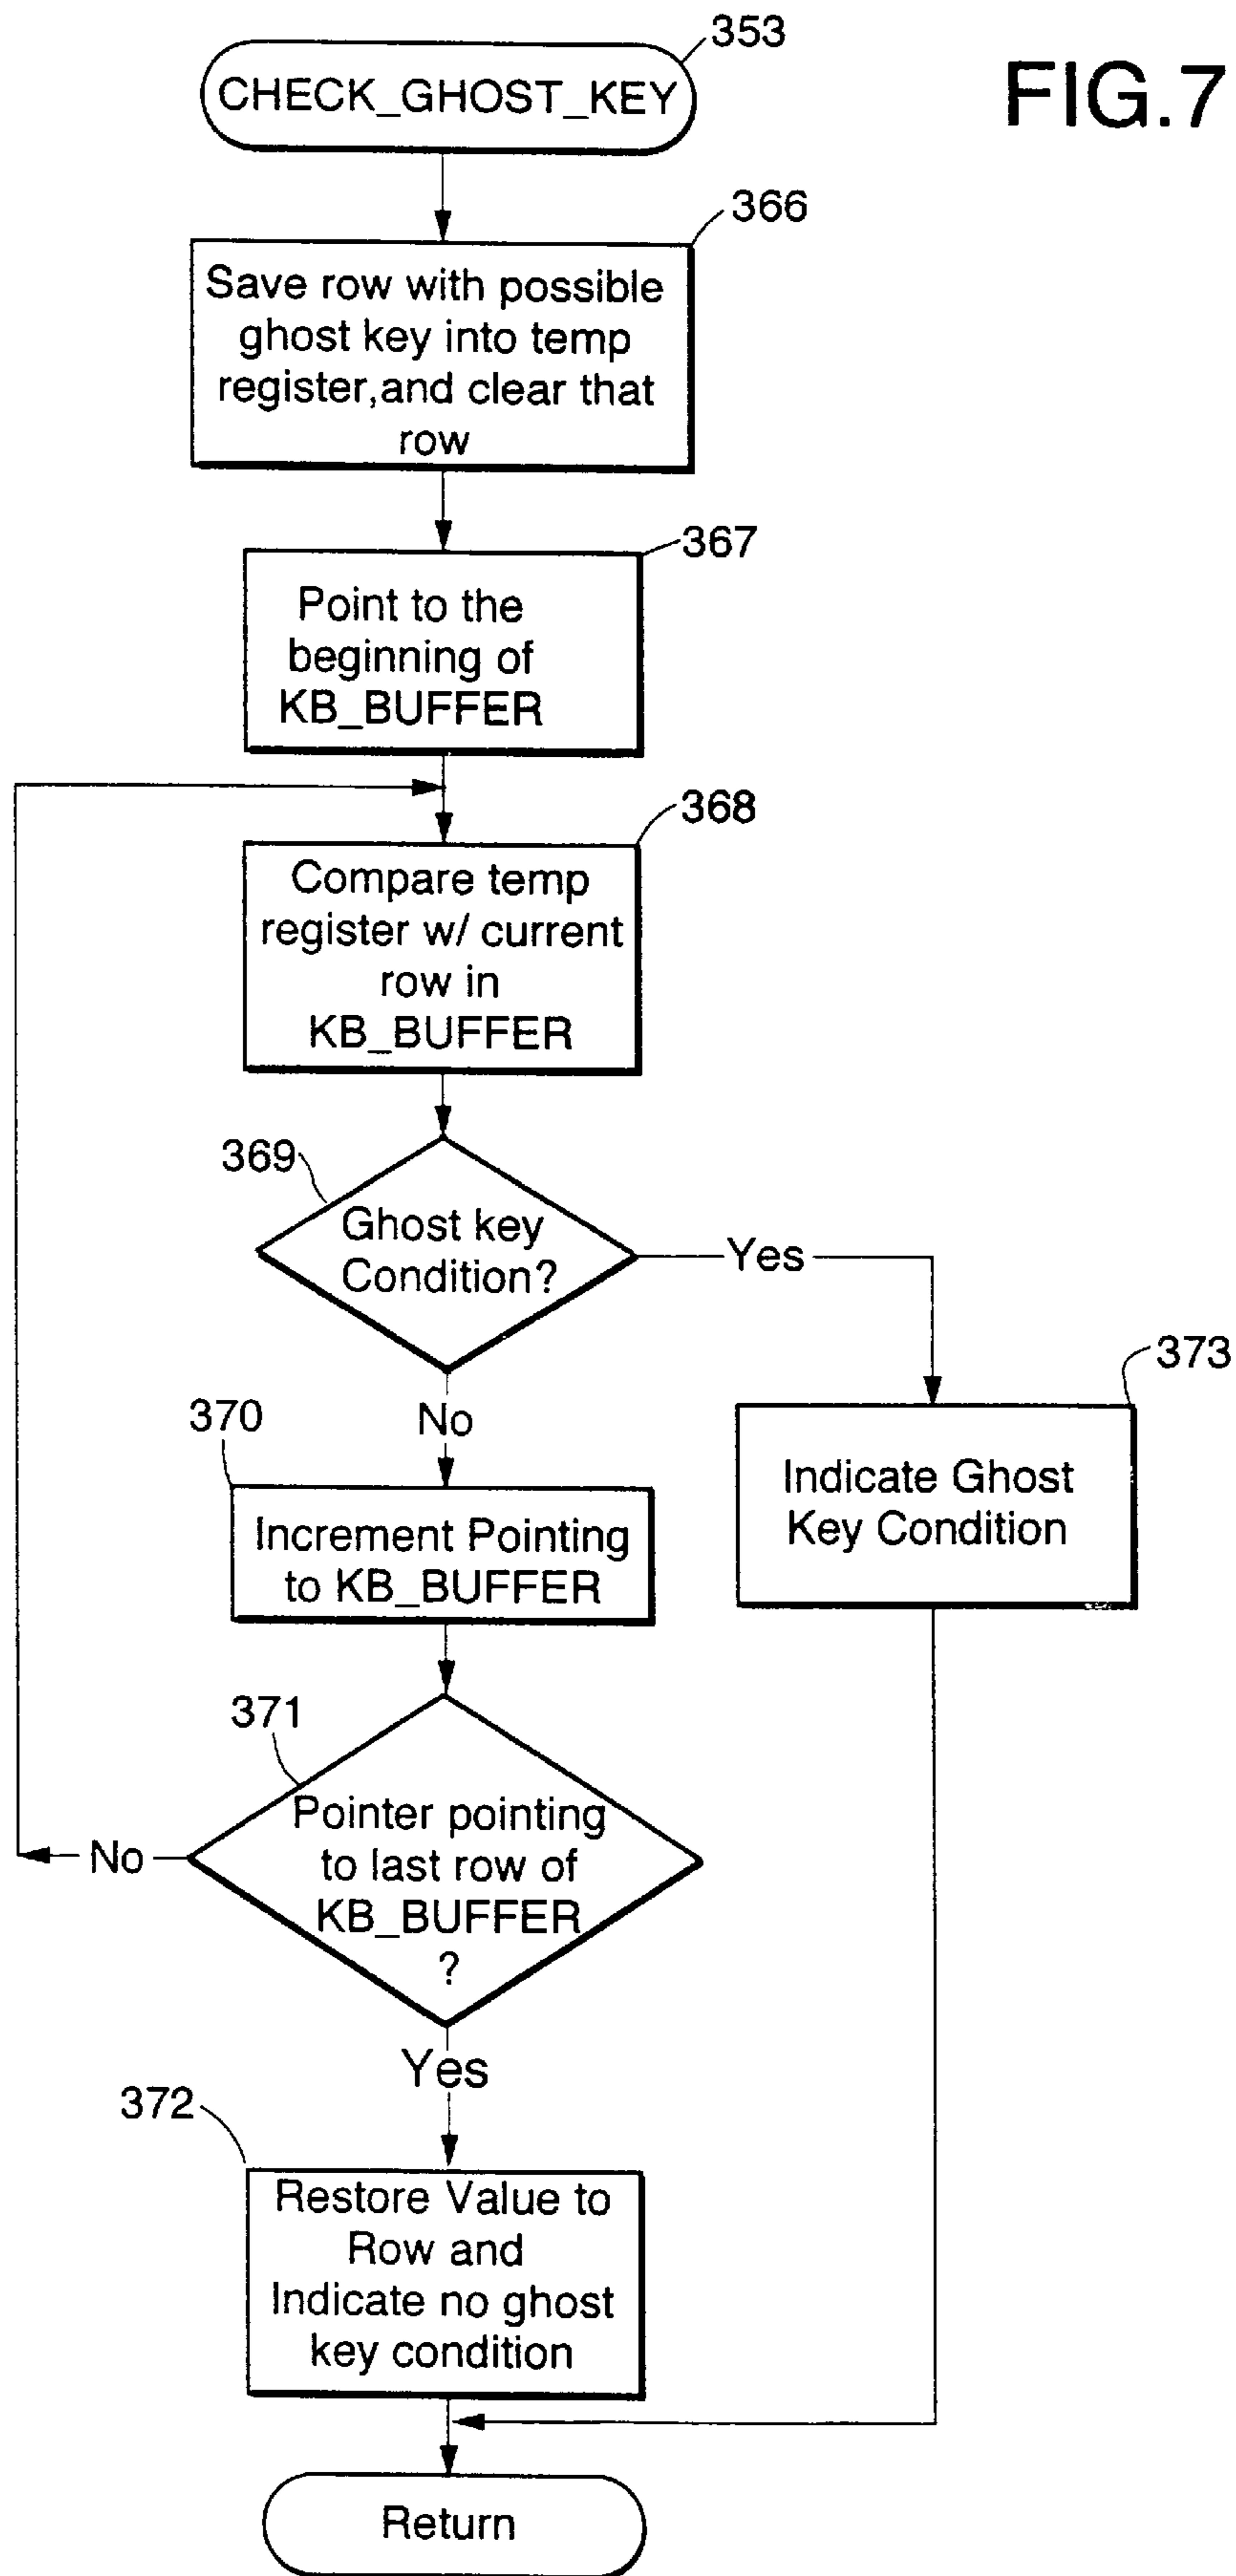 353
FIG.7
CHECK_GHOST_KEY
366
Save row with possible
ghost key into temp
register,and clear that
row
367
Point to the
beginning of
KB_BUFFER
368
Compare temp
register w/ current
row in
KB_BUFFER
369
Ghost key
Condition?
Yes
373
No
370
Indicate Ghost
Key Condition
Increment Pointing
to KB_BUFFER
371
Pointer pointing
to last row of
KB_BUFFER
?
No
Yes
372
Restore Value to
Row and
Indicate no ghost
key condition
Return